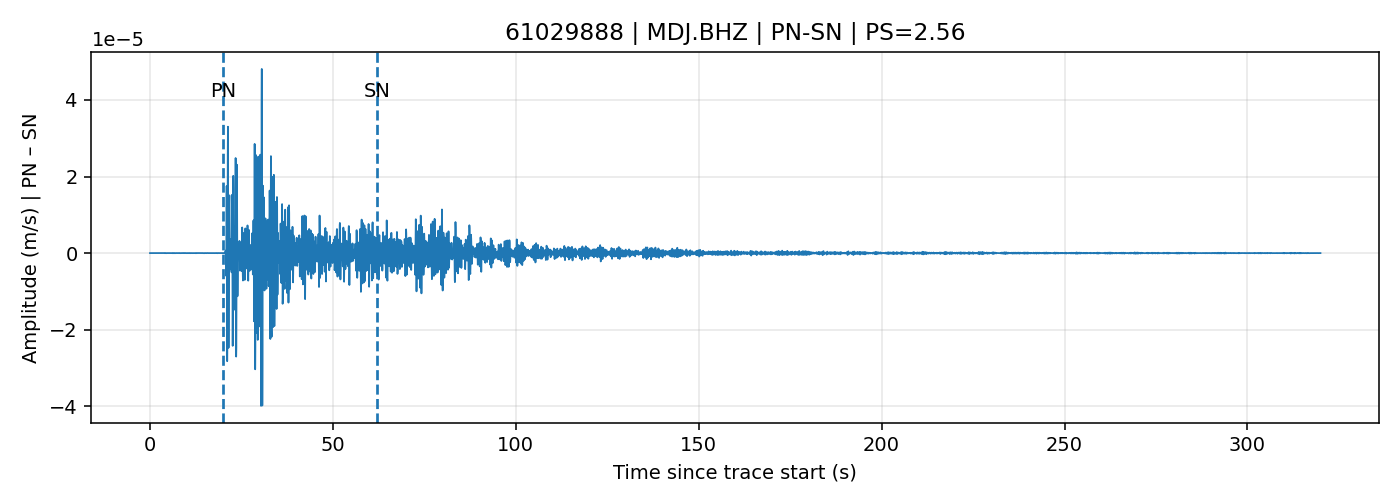 61029888 | MDJ.BHZ | PN-SN | PS=2.56
1e−5
PN
SN
4
2
0
−2
−4
Amplitude (m/s) | PN – SN
0
50
100
150
200
250
300
Time since trace start (s)